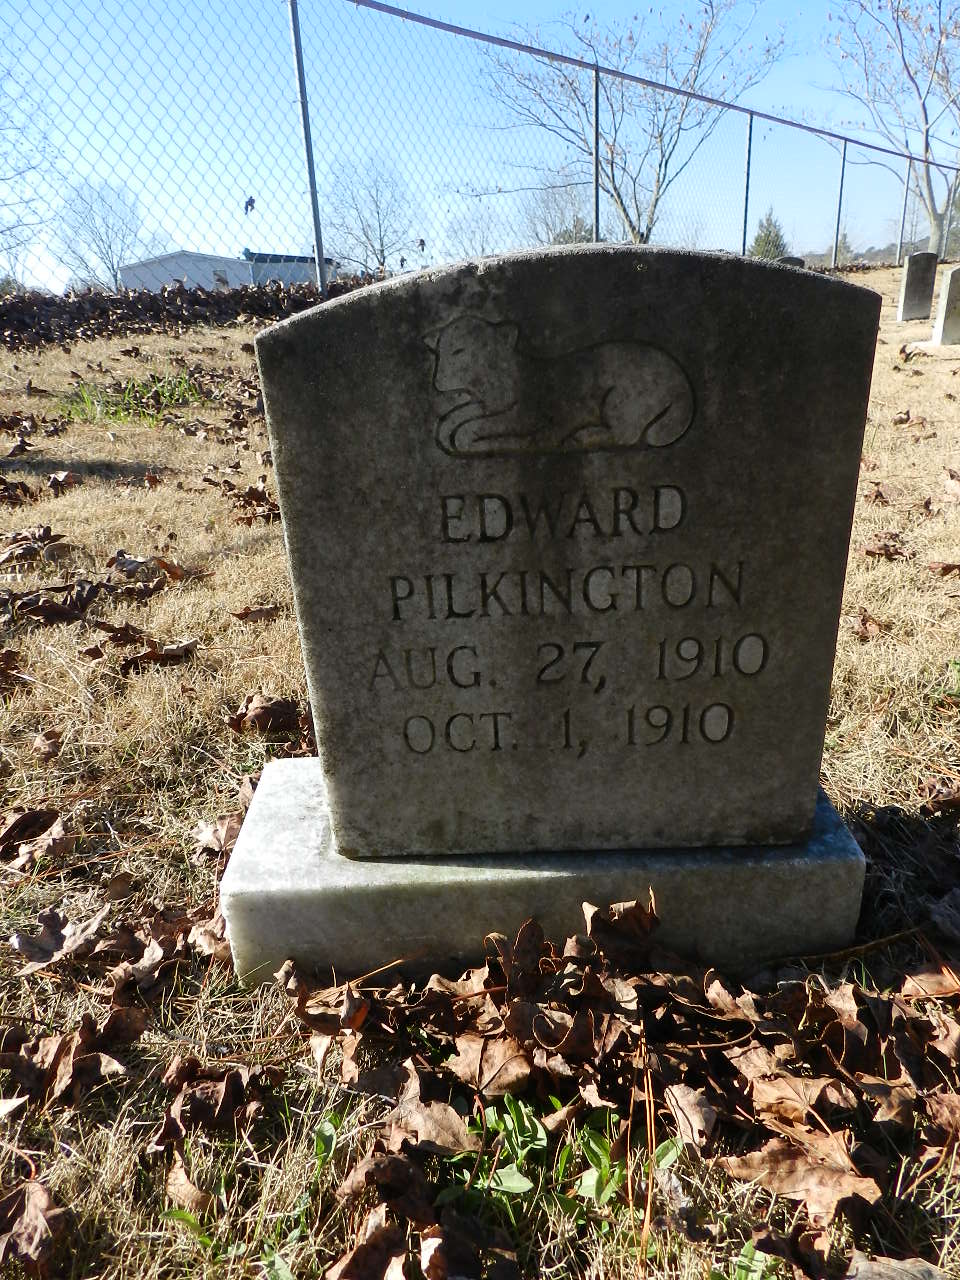 EDWARD
PILKINGTON
AUG. 27, 1910
OCT. 1, 1910